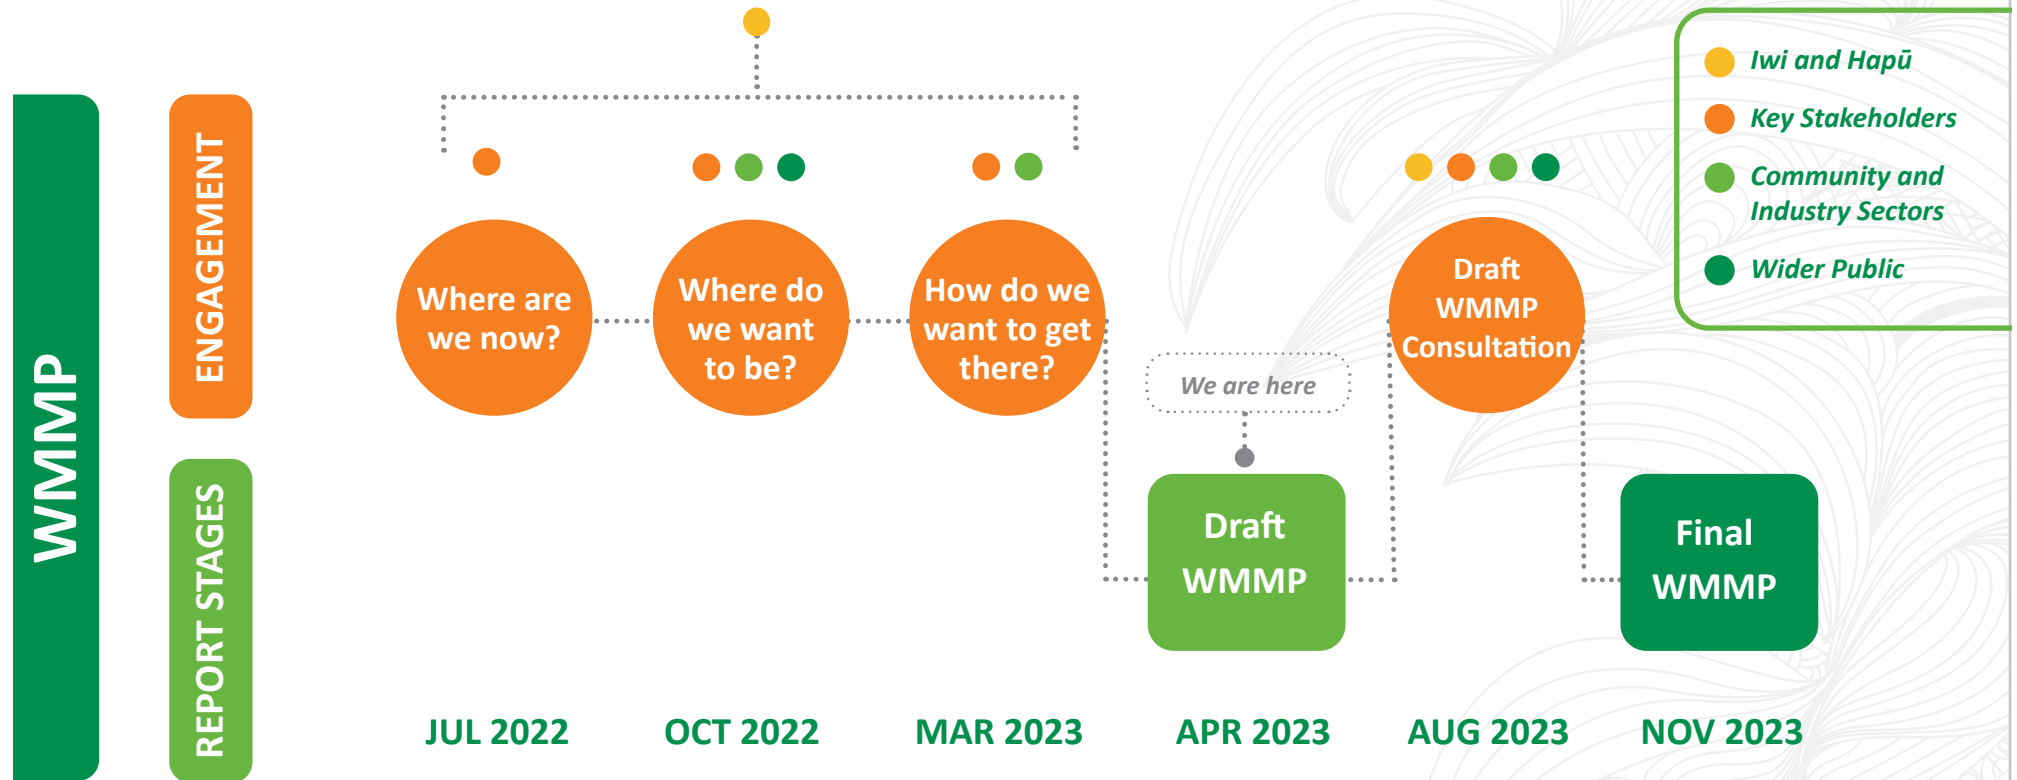 WMMP
ENGAGEMENT
REPORT STAGES
Where are
we now?
Where do
we want
to be?
How do we
want to get
there?
We are here
Draft
WMMP
Draft
WMMP
Consultation
Final
WMMP
Iwi and Hapū
Key Stakeholders
Community and
Industry Sectors
Wider Public
JUL 2022
OCT 2022
MAR 2023
APR 2023
AUG 2023
NOV 2023